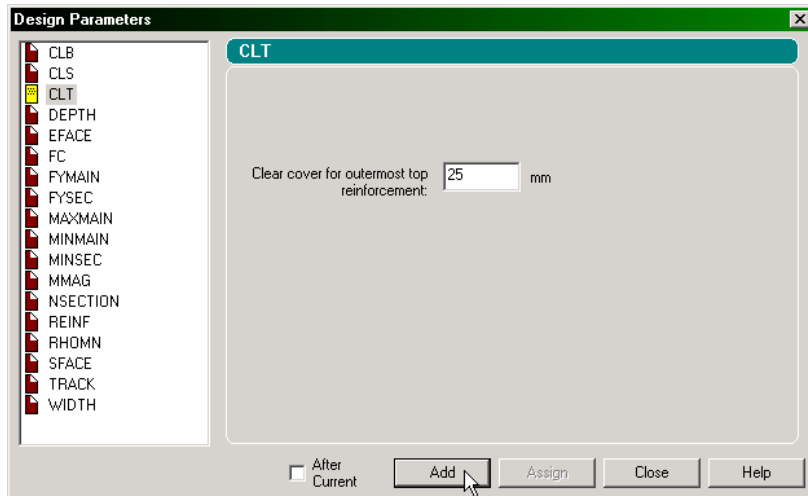 Design Parameters
CLB
CLS
CLT
DEPTH
EFACE
FC
FYMAIN
FYSEC
MAXMAIN
MINMAIN
MINSEC
MMAG
NSECTION
REINF
RHOMN
SFACE
TRACK
WIDTH
CLT
Clear cover for outermost top
reinforcement:
25
mm
After
Current
Add
Assign
Close
Help